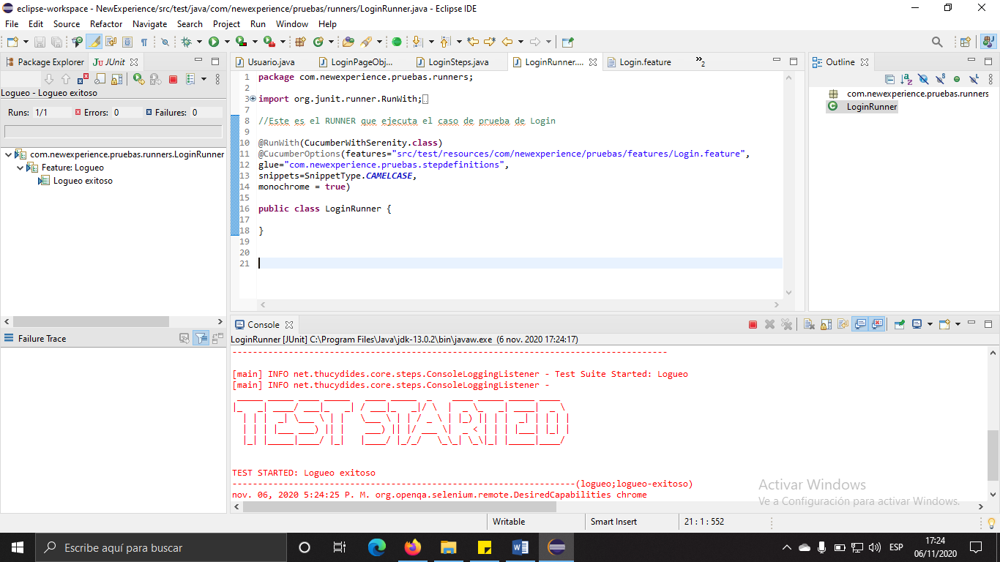 eclipse-workspace - NewExperience/src/test/java/com/newexperience/pruebas/runners/LoginRunner.java - Eclipse IDE
File Edit Source Refactor Navigate Search Project Run Window Help
Package Explorer JUnit
Logueo - Logueo exitoso
Runs: 1/1 Errors: 0 Failures: 0
com.newexperience.pruebas.runners.LoginRunner
Feature: Logueo
Logueo exitoso
Failure Trace
Usuario.java LoginPageObj... LoginSteps.java LoginRunner.... Login.feature »2
1 package com.newexperience.pruebas.runners;
2
3 import org.junit.runner.RunWith;
7
8 //Este es el RUNNER que ejecuta el caso de prueba de Login
9
10 @RunWith(CucumberWithSerenity.class)
11 @CucumberOptions(features="src/test/resources/com/newexperience/pruebas/features/Login.feature",
12 glue="com.newexperience.pruebas.stepdefinitions",
13 snippets=SnippetType.CAMELCASE,
14 monochrome = true)
15
16 public class LoginRunner {
17
18 }
19
20
21
Outline
com.newexperience.pruebas.runners
LoginRunner
Console
LoginRunner [JUnit] C:\Program Files\Java\jdk-13.0.2\bin\javaw.exe (6 nov. 2020 17:24:17)
-------------------------------------------------------------------------------------
[main] INFO net.thucydides.core.steps.ConsoleLoggingListener - Test Suite Started: Logueo
[main] INFO net.thucydides.core.steps.ConsoleLoggingListener -
TEST STARTED
TEST STARTED: Logueo exitoso
-------------------------------------------------------------------(logueo;logueo-exitoso)
nov. 06, 2020 5:24:25 P. M. org.openqa.selenium.remote.DesiredCapabilities chrome
Activar Windows
Ve a Configuración para activar Windows.
Writable Smart Insert 21 : 1 : 552
Escribe aquí para buscar
ESP
17:24
06/11/2020